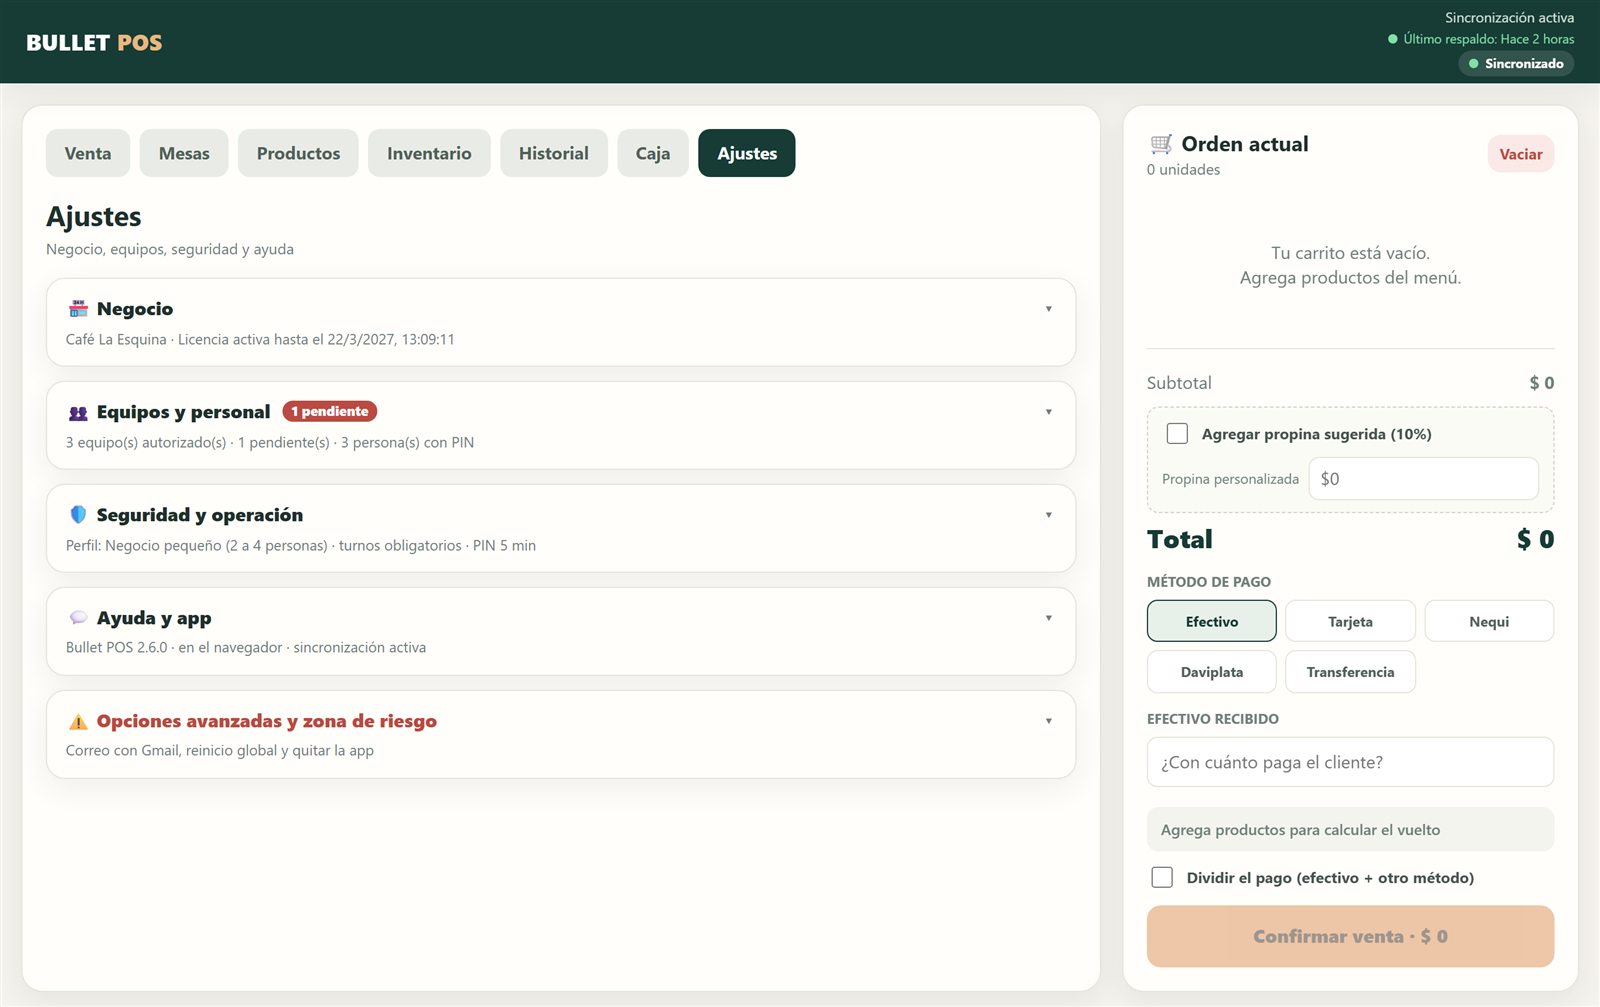 BULLET POS
Sincronización activa
Último respaldo: Hace 2 horas
Sincronizado
Venta
Mesas
Productos
Inventario
Historial
Caja
Ajustes
Ajustes
Negocio, equipos, seguridad y ayuda
Negocio
Café La Esquina · Licencia activa hasta el 22/3/2027, 13:09:11
Equipos y personal 1 pendiente
3 equipo(s) autorizado(s) · 1 pendiente(s) · 3 persona(s) con PIN
Seguridad y operación
Perfil: Negocio pequeño (2 a 4 personas) · turnos obligatorios · PIN 5 min
Ayuda y app
Bullet POS 2.6.0 · en el navegador · sincronización activa
Opciones avanzadas y zona de riesgo
Correo con Gmail, reinicio global y quitar la app
Orden actual
0 unidades
Vaciar
Tu carrito está vacío.
Agrega productos del menú.
Subtotal $ 0
Agregar propina sugerida (10%)
Propina personalizada $0
Total $ 0
MÉTODO DE PAGO
Efectivo
Tarjeta
Nequi
Daviplata
Transferencia
EFECTIVO RECIBIDO
¿Con cuánto paga el cliente?
Agrega productos para calcular el vuelto
Dividir el pago (efectivo + otro método)
Confirmar venta · $ 0